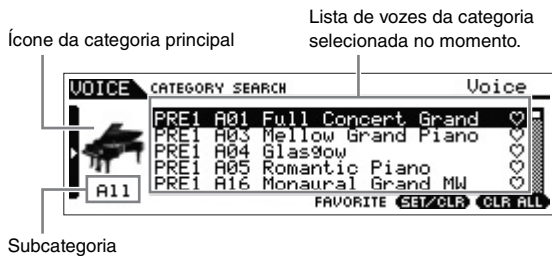 Lista de vozes da categoria
selecionada no momento.
Ícone da categoria principal
VOICE CATEGORY SEARCH Voice
PRE1 A01 Full Concert Grand
PRE1 A03 Mellow Grand Piano
PRE1 A04 Glasgow
PRE1 A05 Romantic Piano
PRE1 A16 Monaural Grand MW
All
FAVORITE SET/CLR CLR ALL
Subcategoria